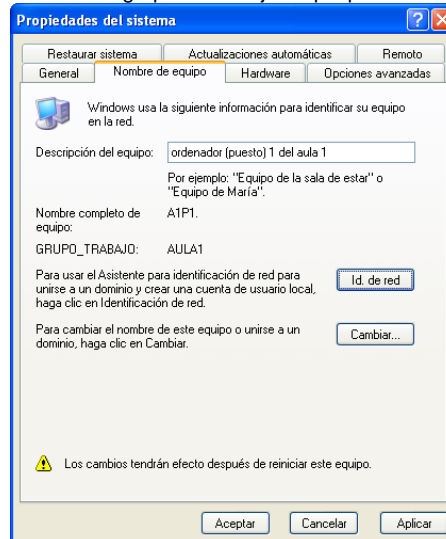 Propiedades del sistema
Restaurar sistema
Actualizaciones automáticas
Remoto
General
Nombre de equipo
Hardware
Opciones avanzadas
Windows usa la siguiente información para identificar su equipo
en la red.
Descripción del equipo:
ordenador (puesto) 1 del aula 1
Por ejemplo: "Equipo de la sala de estar" o
"Equipo de María".
Nombre completo de
equipo:
A1P1.
GRUPO_TRABAJO:
AULA1
Para usar el Asistente para identificación de red para
unirse a un dominio y crear una cuenta de usuario local,
haga clic en Identificación de red.
Id. de red
Para cambiar el nombre de este equipo o unirse a un
dominio, haga clic en Cambiar.
Cambiar...
Los cambios tendrán efecto después de reiniciar este equipo.
Aceptar
Cancelar
Aplicar